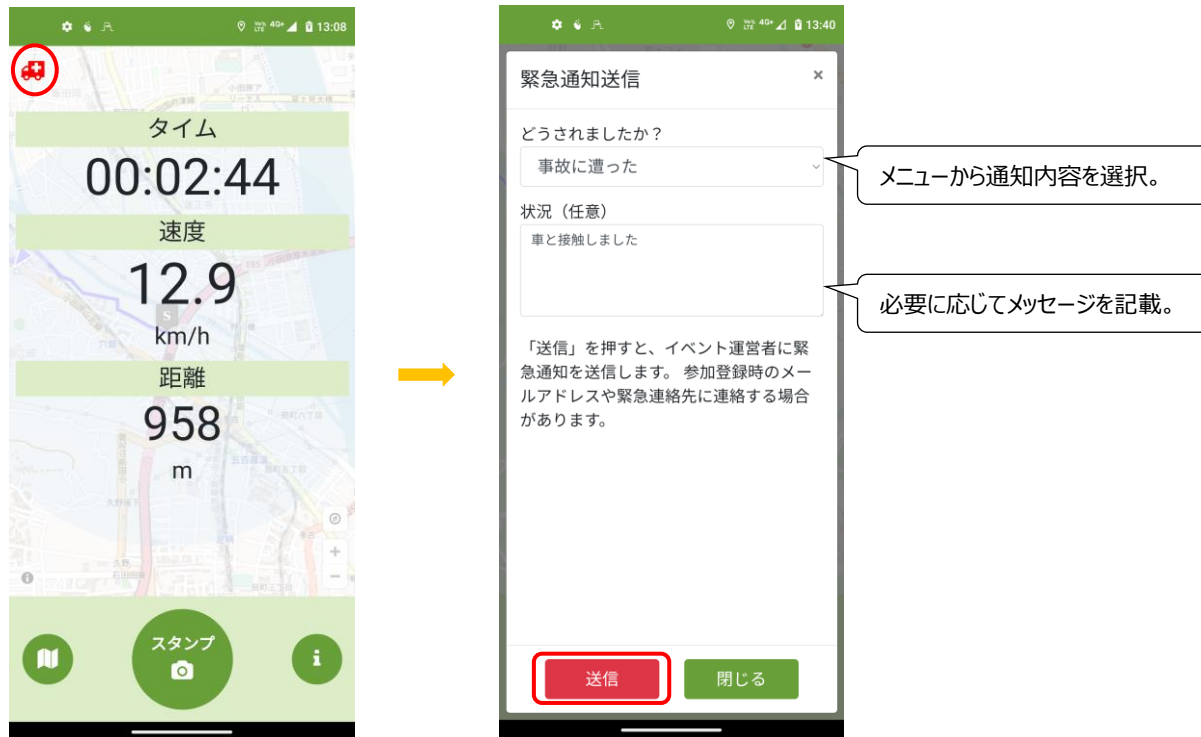 13:08
タイム
00:02:44
速度
12.9
km/h
距離
958
m
スタンプ
13:40
緊急通知送信
×
どうされましたか？
事故に遭った
状況（任意）
車と接触しました
「送信」を押すと、イベント運営者に緊
急通知を送信します。 参加登録時のメー
ルアドレスや緊急連絡先に連絡する場合
があります。
送信
閉じる
メニューから通知内容を選択。
必要に応じてメッセージを記載。